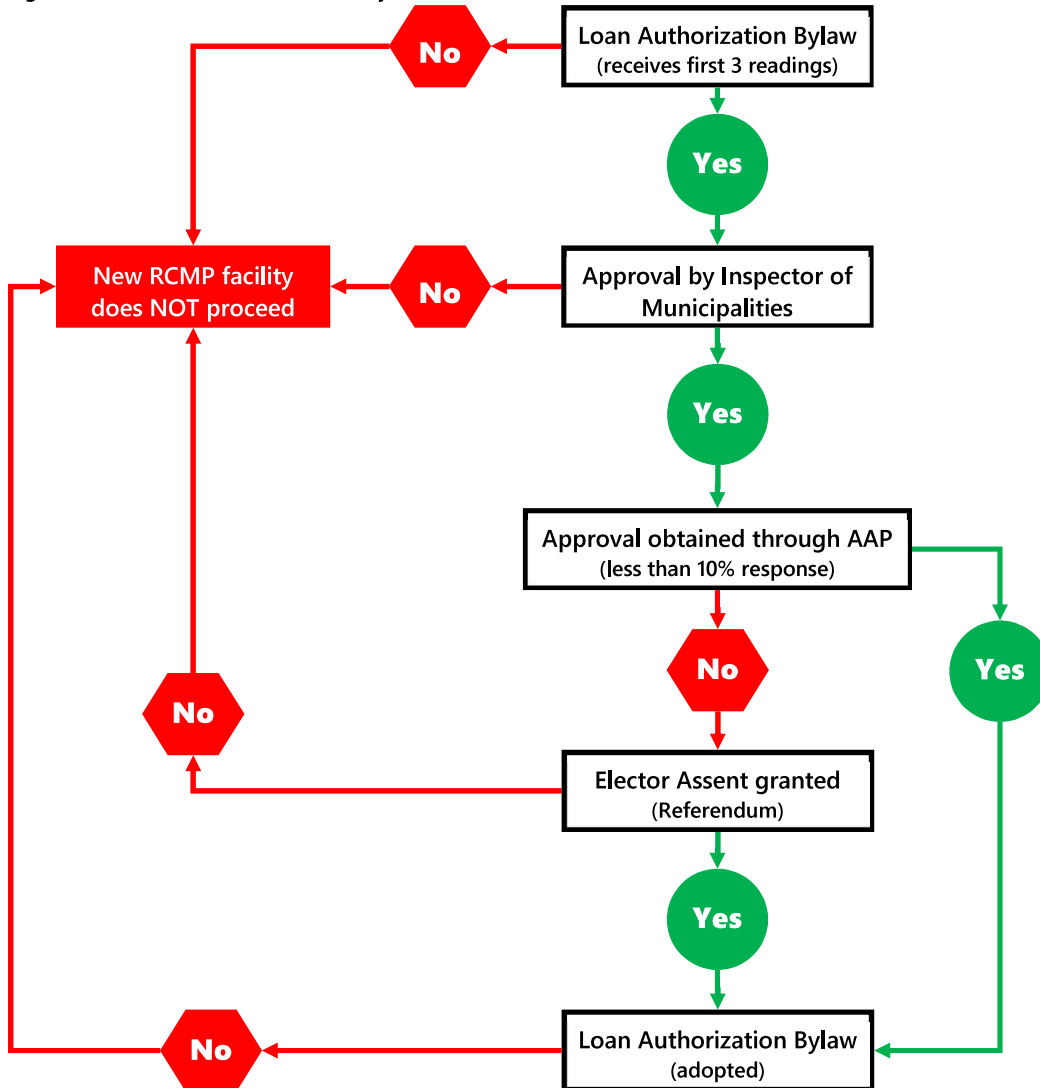 No
Loan Authorization Bylaw
(receives first 3 readings)
Yes
New RCMP facility
does NOT proceed
No
Approval by Inspector of
Municipalities
Yes
Approval obtained through AAP
(less than 10% response)
No
Yes
No
Elector Assent granted
(Referendum)
Yes
No
Loan Authorization Bylaw
(adopted)